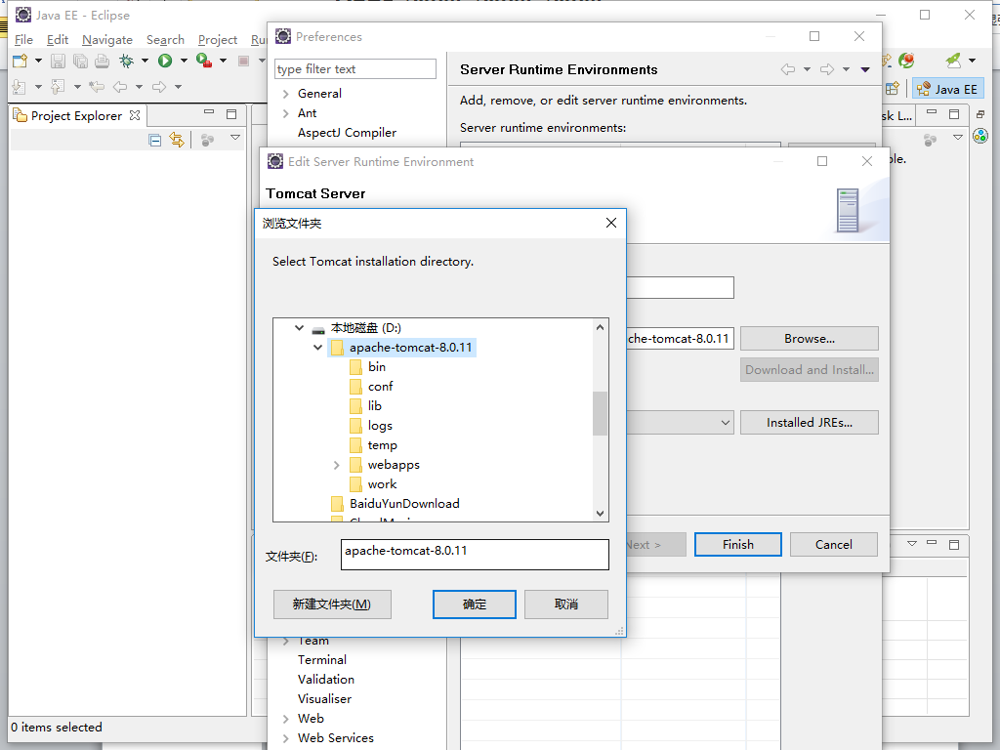 Java EE - Eclipse
File Edit Navigate Search Project Ru
Java EE
Project Explorer
sk L...
ble.
0 items selected
Preferences
type filter text
General
Ant
AspectJ Compiler
Server Runtime Environments
Add, remove, or edit server runtime environments.
Server runtime environments:
Edit Server Runtime Environment
Tomcat Server
che-tomcat-8.0.11
Browse...
Download and Install...
Installed JREs...
Next >
Finish
Cancel
浏览文件夹
Select Tomcat installation directory.
本地磁盘 (D:)
apache-tomcat-8.0.11
bin
conf
lib
logs
temp
webapps
work
BaiduYunDownload
文件夹(F):
apache-tomcat-8.0.11
新建文件夹(M)
确定
取消
Team
Terminal
Validation
Visualiser
Web
Web Services